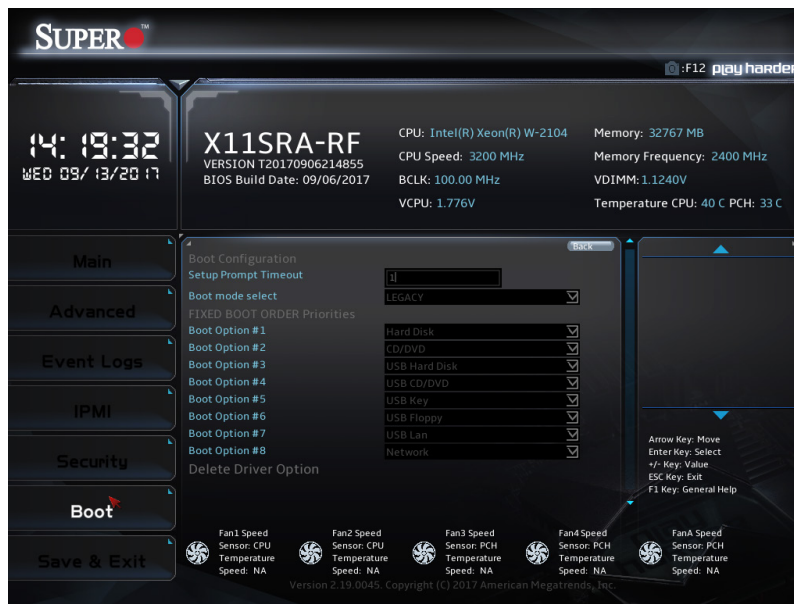 SUPER™
:F12 play harder
14: 19:32
WED 09/ 13/20 17
X11SRA-RF
VERSION T20170906214855
BIOS Build Date: 09/06/2017
CPU: Intel(R) Xeon(R) W-2104
CPU Speed: 3200 MHz
BCLK: 100.00 MHz
VCPU: 1.776V
Memory: 32767 MB
Memory Frequency: 2400 MHz
VDIMM: 1.1240V
Temperature CPU: 40 C PCH: 33 C
Main
Advanced
Event Logs
IPMI
Security
Boot
Save & Exit
Back
Boot Configuration
Setup Prompt Timeout 1
Boot mode select LEGACY
FIXED BOOT ORDER Priorities
Boot Option #1 Hard Disk
Boot Option #2 CD/DVD
Boot Option #3 USB Hard Disk
Boot Option #4 USB CD/DVD
Boot Option #5 USB Key
Boot Option #6 USB Floppy
Boot Option #7 USB Lan
Boot Option #8 Network
Delete Driver Option
Arrow Key: Move
Enter Key: Select
+/- Key: Value
ESC Key: Exit
F1 Key: General Help
Fan1 Speed
Sensor: CPU
Temperature
Speed: NA
Fan2 Speed
Sensor: CPU
Temperature
Speed: NA
Fan3 Speed
Sensor: PCH
Temperature
Speed: NA
Fan4 Speed
Sensor: PCH
Temperature
Speed: NA
FanA Speed
Sensor: PCH
Temperature
Speed: NA
Version 2.19.0045. Copyright (C) 2017 American Megatrends, Inc.